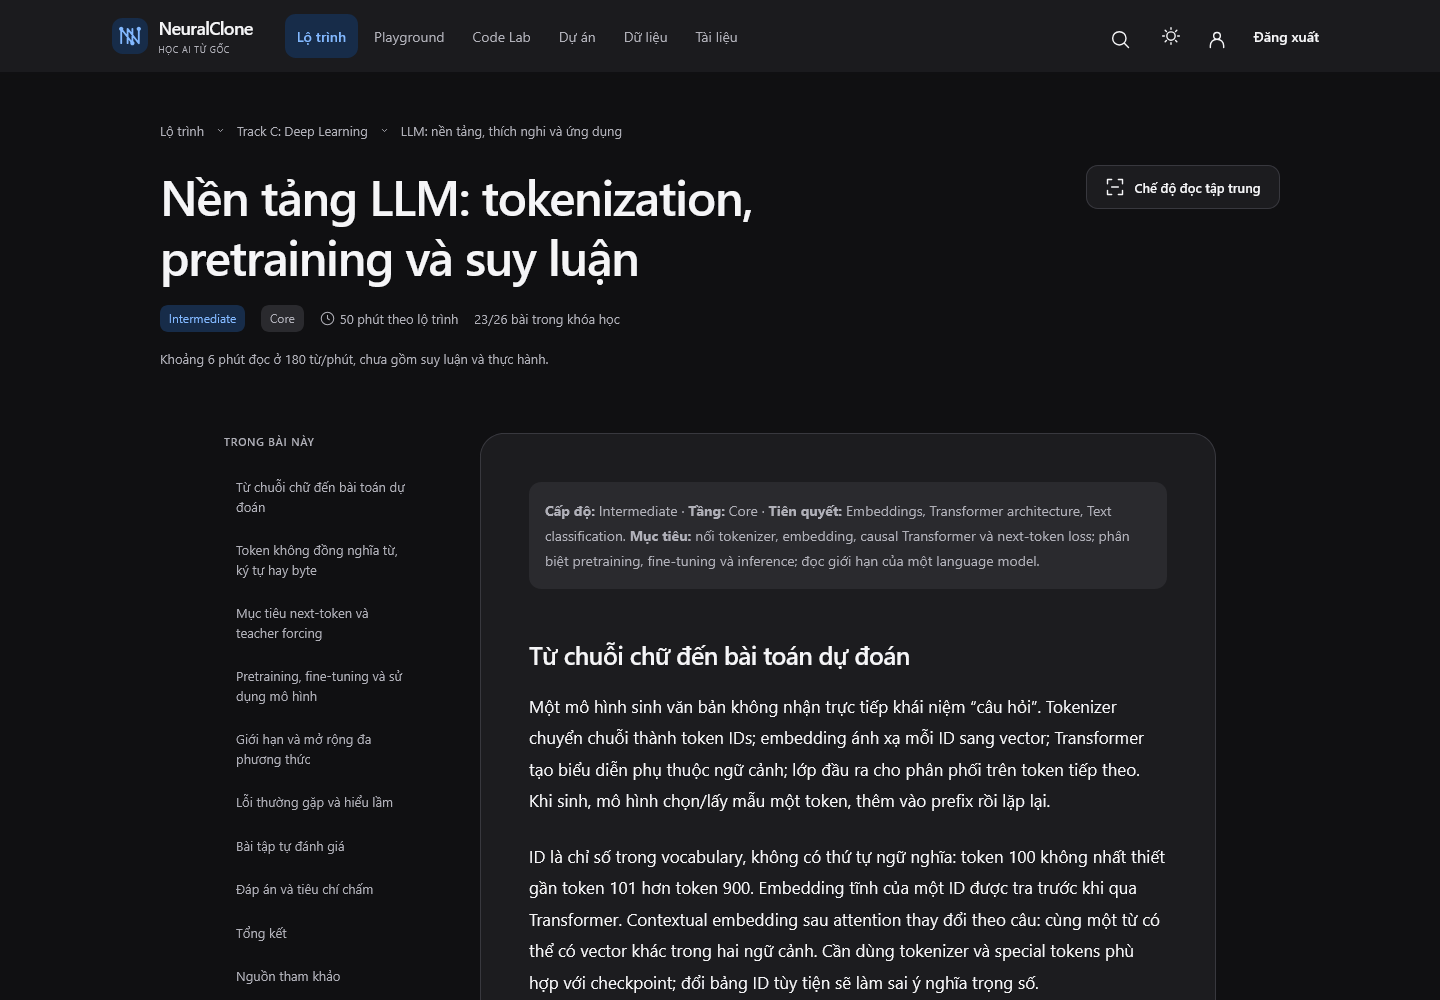 NeuralClone
HỌC AI TỪ GỐC
Lộ trình
Playground
Code Lab
Dự án
Dữ liệu
Tài liệu
Đăng xuất
Lộ trình
Track C: Deep Learning
LLM: nền tảng, thích nghi và ứng dụng
Nền tảng LLM: tokenization,
pretraining và suy luận
Chế độ đọc tập trung
Intermediate
Core
50 phút theo lộ trình
23/26 bài trong khóa học
Khoảng 6 phút đọc ở 180 từ/phút, chưa gồm suy luận và thực hành.
TRONG BÀI NÀY
Từ chuỗi chữ đến bài toán dự
đoán
Token không đồng nghĩa từ,
ký tự hay byte
Mục tiêu next-token và
teacher forcing
Pretraining, fine-tuning và sử
dụng mô hình
Giới hạn và mở rộng đa
phương thức
Lỗi thường gặp và hiểu lầm
Bài tập tự đánh giá
Đáp án và tiêu chí chấm
Tổng kết
Nguồn tham khảo
Cấp độ: Intermediate · Tầng: Core · Tiên quyết: Embeddings, Transformer architecture, Text
classification. Mục tiêu: nối tokenizer, embedding, causal Transformer và next-token loss; phân
biệt pretraining, fine-tuning và inference; đọc giới hạn của một language model.
Từ chuỗi chữ đến bài toán dự đoán
Một mô hình sinh văn bản không nhận trực tiếp khái niệm “câu hỏi”. Tokenizer
chuyển chuỗi thành token IDs; embedding ánh xạ mỗi ID sang vector; Transformer
tạo biểu diễn phụ thuộc ngữ cảnh; lớp đầu ra cho phân phối trên token tiếp theo.
Khi sinh, mô hình chọn/lấy mẫu một token, thêm vào prefix rồi lặp lại.
ID là chỉ số trong vocabulary, không có thứ tự ngữ nghĩa: token 100 không nhất thiết
gần token 101 hơn token 900. Embedding tĩnh của một ID được tra trước khi qua
Transformer. Contextual embedding sau attention thay đổi theo câu: cùng một từ có
thể có vector khác trong hai ngữ cảnh. Cần dùng tokenizer và special tokens phù
hợp với checkpoint; đổi bảng ID tùy tiện sẽ làm sai ý nghĩa trọng số.